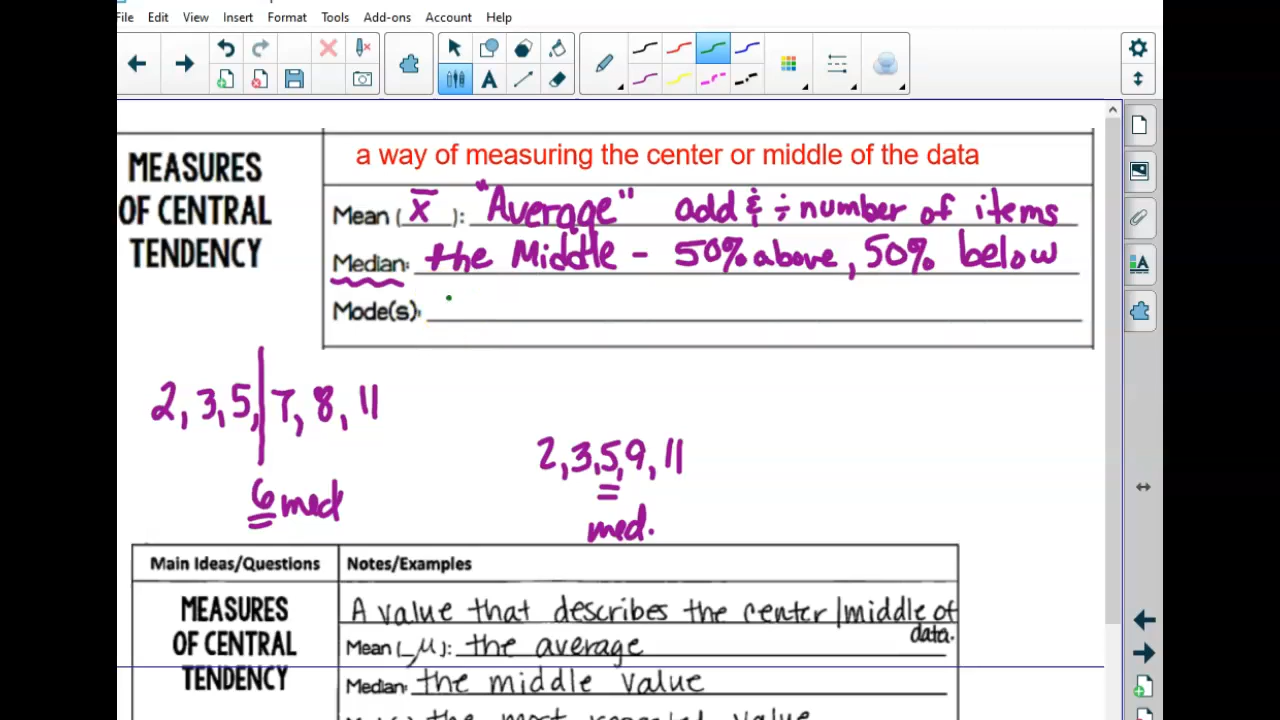 File Edit View Insert Format Tools Add-ons Account Help
A
MEASURES
OF CENTRAL
TENDENCY
a way of measuring the center or middle of the data
Mean (x̅): "Average" add & ÷ number of items
Median: the Middle - 50% above, 50% below
Mode(s):
2, 3, 5, 7, 8, 11
6 med
2, 3, 5, 9, 11
med.
Main Ideas/Questions
Notes/Examples
MEASURES
OF CENTRAL
TENDENCY
A value that describes the center/middle of
data.
Mean (μ): the average
Median: the middle value
the most repeated value